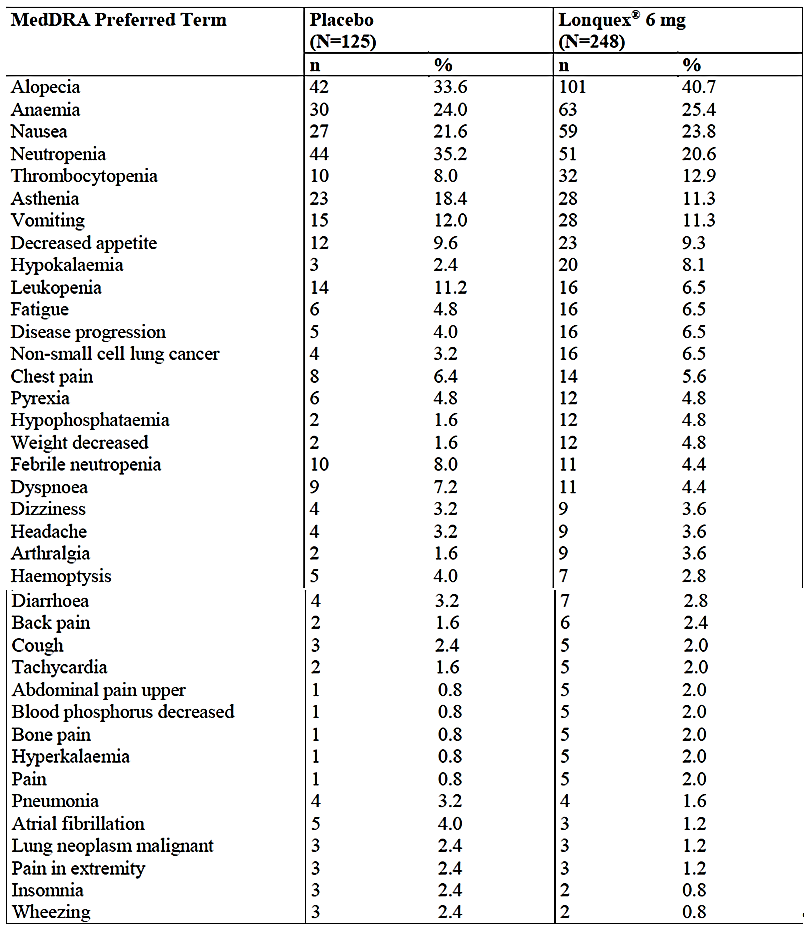 MedDRA Preferred Term Placebo Lonquex® 6 mg
(N=125) (N=248)
n % n %
Alopecia 42 33.6 101 40.7
Anaemia 30 24.0 63 25.4
Nausea 27 21.6 59 23.8
Neutropenia 44 35.2 51 20.6
Thrombocytopenia 10 8.0 32 12.9
Asthenia 23 18.4 28 11.3
Vomiting 15 12.0 28 11.3
Decreased appetite 12 9.6 23 9.3
Hypokalaemia 3 2.4 20 8.1
Leukopenia 14 11.2 16 6.5
Fatigue 6 4.8 16 6.5
Disease progression 5 4.0 16 6.5
Non-small cell lung cancer 4 3.2 16 6.5
Chest pain 8 6.4 14 5.6
Pyrexia 6 4.8 12 4.8
Hypophosphataemia 2 1.6 12 4.8
Weight decreased 2 1.6 12 4.8
Febrile neutropenia 10 8.0 11 4.4
Dyspnoea 9 7.2 11 4.4
Dizziness 4 3.2 9 3.6
Headache 4 3.2 9 3.6
Arthralgia 2 1.6 9 3.6
Haemoptysis 5 4.0 7 2.8
Diarrhoea 4 3.2 7 2.8
Back pain 2 1.6 6 2.4
Cough 3 2.4 5 2.0
Tachycardia 2 1.6 5 2.0
Abdominal pain upper 1 0.8 5 2.0
Blood phosphorus decreased 1 0.8 5 2.0
Bone pain 1 0.8 5 2.0
Hyperkalaemia 1 0.8 5 2.0
Pain 1 0.8 5 2.0
Pneumonia 4 3.2 4 1.6
Atrial fibrillation 5 4.0 3 1.2
Lung neoplasm malignant 3 2.4 3 1.2
Pain in extremity 3 2.4 3 1.2
Insomnia 3 2.4 2 0.8
Wheezing 3 2.4 2 0.8